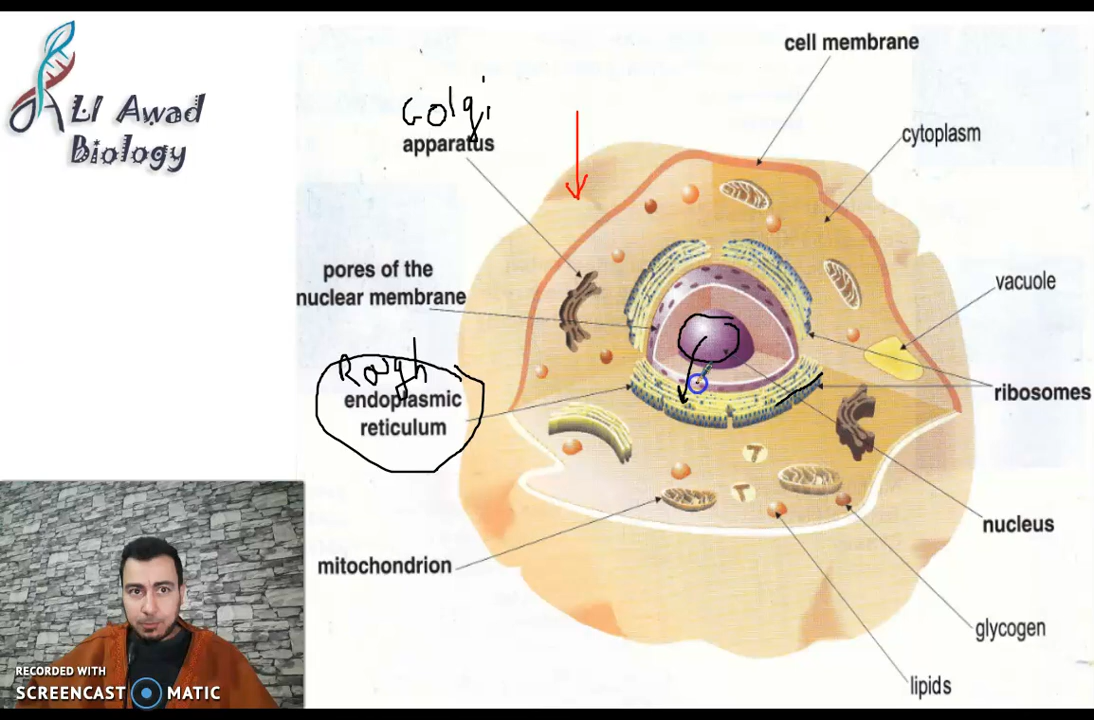 ALI Awad
Biology
cell membrane
Golgi
apparatus
cytoplasm
pores of the
nuclear membrane
vacuole
Rough
endoplasmic
reticulum
ribosomes
nucleus
mitochondrion
glycogen
lipids
RECORDED WITH
SCREENCAST MATIC